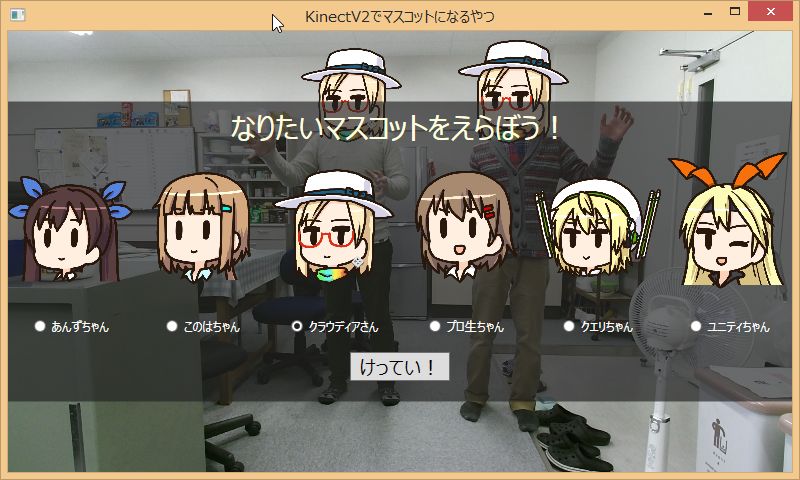 KinectV2でマスコットになるやつ
なりたいマスコットをえらぼう！
あんずちゃん
このはちゃん
クラウディアさん
プロ生ちゃん
クエリちゃん
ユニティちゃん
けってい！